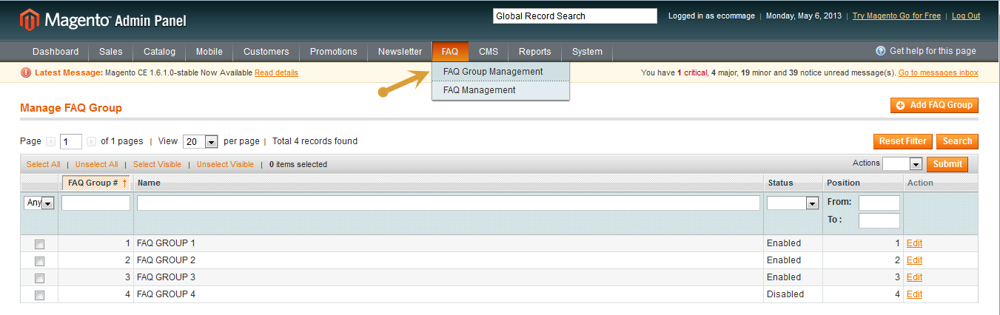 Magento™ Admin Panel
Global Record Search
Logged in as ecommage | Monday, May 6, 2013 | Try Magento Go for Free | Log Out
Dashboard Sales Catalog Mobile Customers Promotions Newsletter FAQ CMS Reports System Get help for this page
Latest Message: Magento CE 1.6.1.0-stable Now Available Read details
You have 1 critical, 4 major, 19 minor and 39 notice unread message(s). Go to messages inbox
FAQ Group Management
FAQ Management
Manage FAQ Group
Add FAQ Group
Page 1 of 1 pages | View 20 per page | Total 4 records found
Reset Filter Search
Select All | Unselect All | Select Visible | Unselect Visible | 0 items selected
Actions Submit
FAQ Group # Name Status Position Action
Any
From:
To :
1 FAQ GROUP 1 Enabled 1 Edit
2 FAQ GROUP 2 Enabled 2 Edit
3 FAQ GROUP 3 Enabled 3 Edit
4 FAQ GROUP 4 Disabled 4 Edit